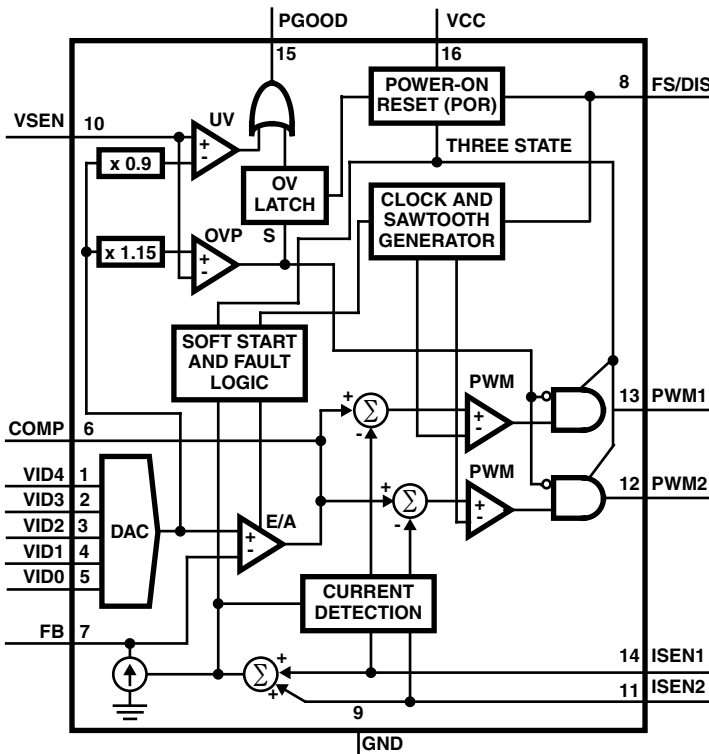 PGOOD
VCC
15
16
8
FS/DIS
POWER-ON
RESET (POR)
VSEN
10
UV
+
-
THREE STATE
x 0.9
OV
LATCH
CLOCK AND
SAWTOOTH
GENERATOR
OVP
S
x 1.15
+
-
SOFT START
AND FAULT
LOGIC
PWM
+
-
Σ
+
-
13
PWM1
COMP
6
VID4
1
VID3
2
VID2
3
VID1
4
VID0
5
DAC
E/A
+
-
PWM
+
-
Σ
+
-
12
PWM2
CURRENT
DETECTION
FB
7
Σ
+
+
14
ISEN1
11
ISEN2
9
GND